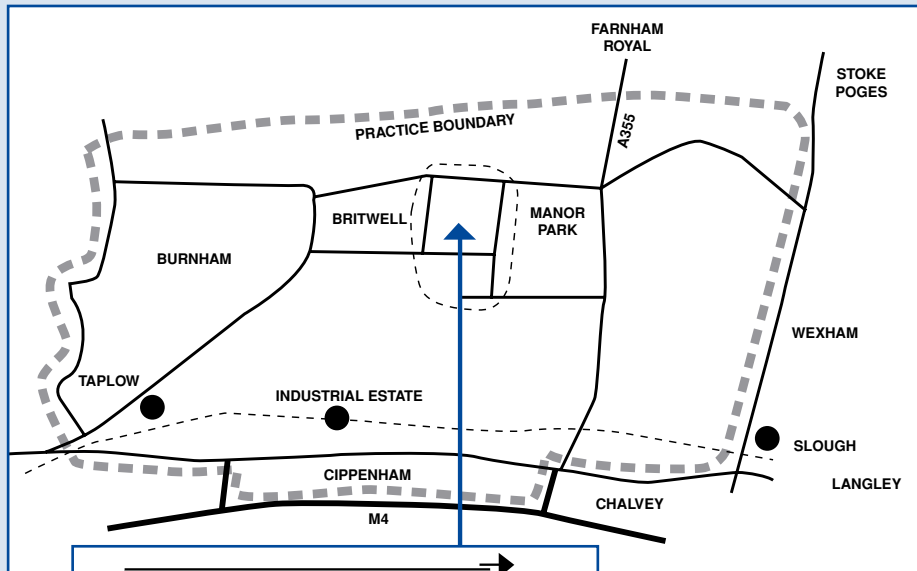 FARNHAM
ROYAL
STOKE
POGES
A355
PRACTICE BOUNDARY
BRITWELL
MANOR
PARK
BURNHAM
WEXHAM
TAPLOW
INDUSTRIAL ESTATE
SLOUGH
CIPPENHAM
LANGLEY
CHALVEY
M4